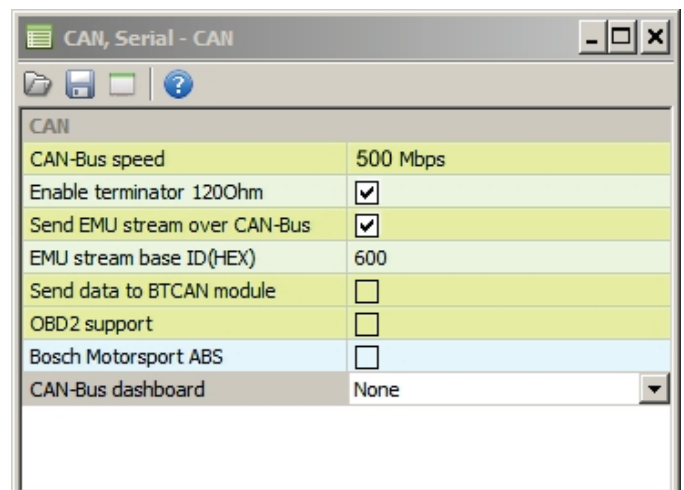 CAN, Serial - CAN
CAN
CAN-Bus speed 500 Mbps
Enable terminator 120Ohm
Send EMU stream over CAN-Bus
EMU stream base ID(HEX) 600
Send data to BTCAN module
OBD2 support
Bosch Motorsport ABS
CAN-Bus dashboard None